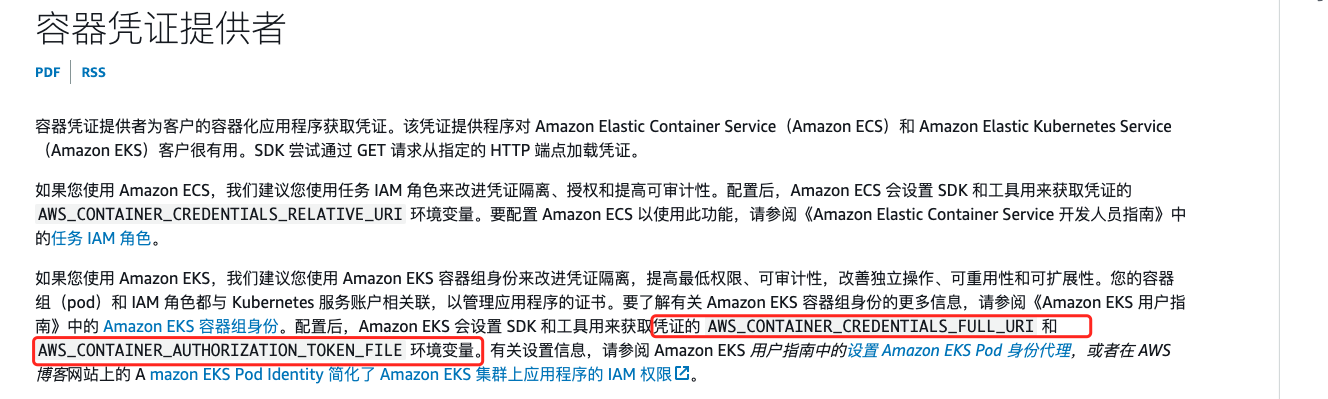 容器凭证提供者
PDF RSS
容器凭证提供者为客户的容器化应用程序获取凭证。该凭证提供程序对 Amazon Elastic Container Service（Amazon ECS）和 Amazon Elastic Kubernetes Service
（Amazon EKS）客户很有用。SDK 尝试通过 GET 请求从指定的 HTTP 端点加载凭证。
如果您使用 Amazon ECS，我们建议您使用任务 IAM 角色来改进凭证隔离、授权和提高可审计性。配置后，Amazon ECS 会设置 SDK 和工具用来获取凭证的
AWS_CONTAINER_CREDENTIALS_RELATIVE_URI 环境变量。要配置 Amazon ECS 以使用此功能，请参阅《Amazon Elastic Container Service 开发人员指南》中
的任务 IAM 角色。
如果您使用 Amazon EKS，我们建议您使用 Amazon EKS 容器组身份来改进凭证隔离，提高最低权限、可审计性，改善独立操作、可重用性和可扩展性。您的容器
组（pod）和 IAM 角色都与 Kubernetes 服务账户相关联，以管理应用程序的证书。要了解有关 Amazon EKS 容器组身份的更多信息，请参阅《Amazon EKS 用户指
南》中的 Amazon EKS 容器组身份。配置后，Amazon EKS 会设置 SDK 和工具用来获取凭证的 AWS_CONTAINER_CREDENTIALS_FULL_URI 和
AWS_CONTAINER_AUTHORIZATION_TOKEN_FILE 环境变量。有关设置信息，请参阅 Amazon EKS 用户指南中的设置 Amazon EKS Pod 身份代理，或者在 AWS
博客网站上的 A mazon EKS Pod Identity 简化了 Amazon EKS 集群上应用程序的 IAM 权限。